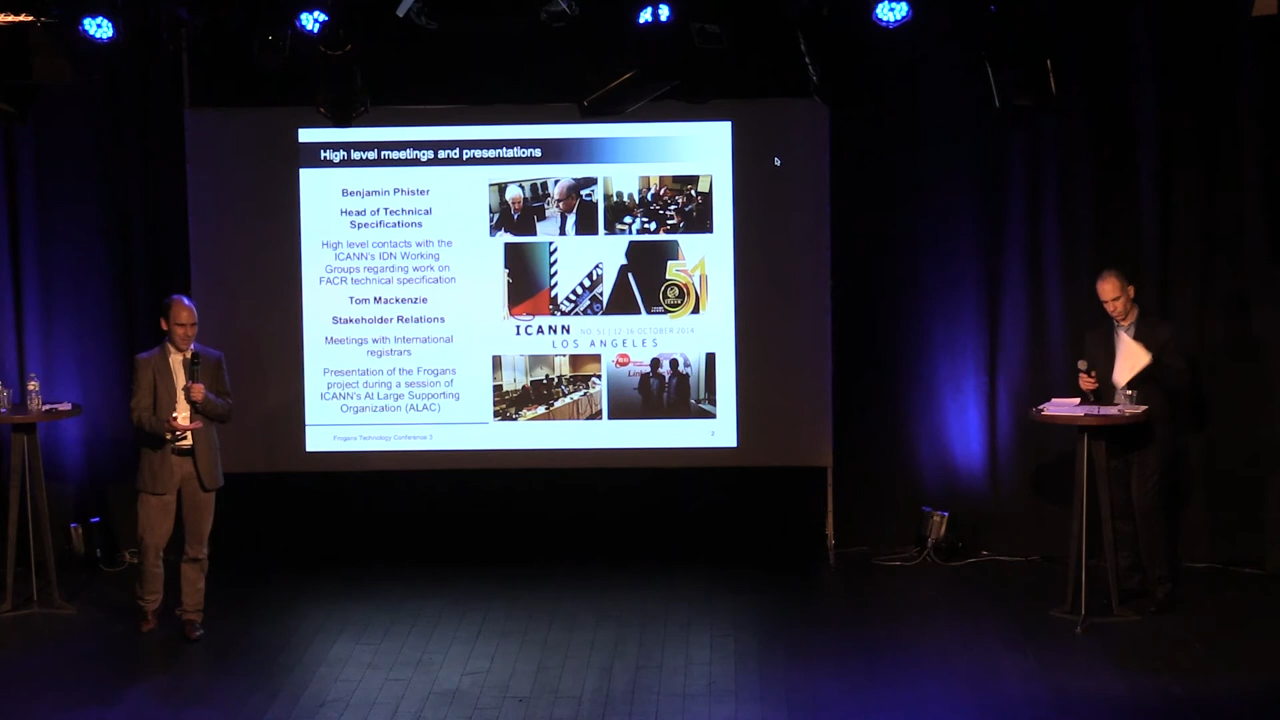 High level meetings and presentations
Benjamin Phister
Head of Technical
Specifications
High level contacts with the
ICANN's IDN Working
Groups regarding work on
FACR technical specification
Tom Mackenzie
Stakeholder Relations
Meetings with International
registrars
Presentation of the Frogans
project during a session of
ICANN's At Large Supporting
Organization (ALAC)
51
ICANN NO. 51 | 12-16 OCTOBER 2014
LOS ANGELES
Frogans Technology Conference 3
2